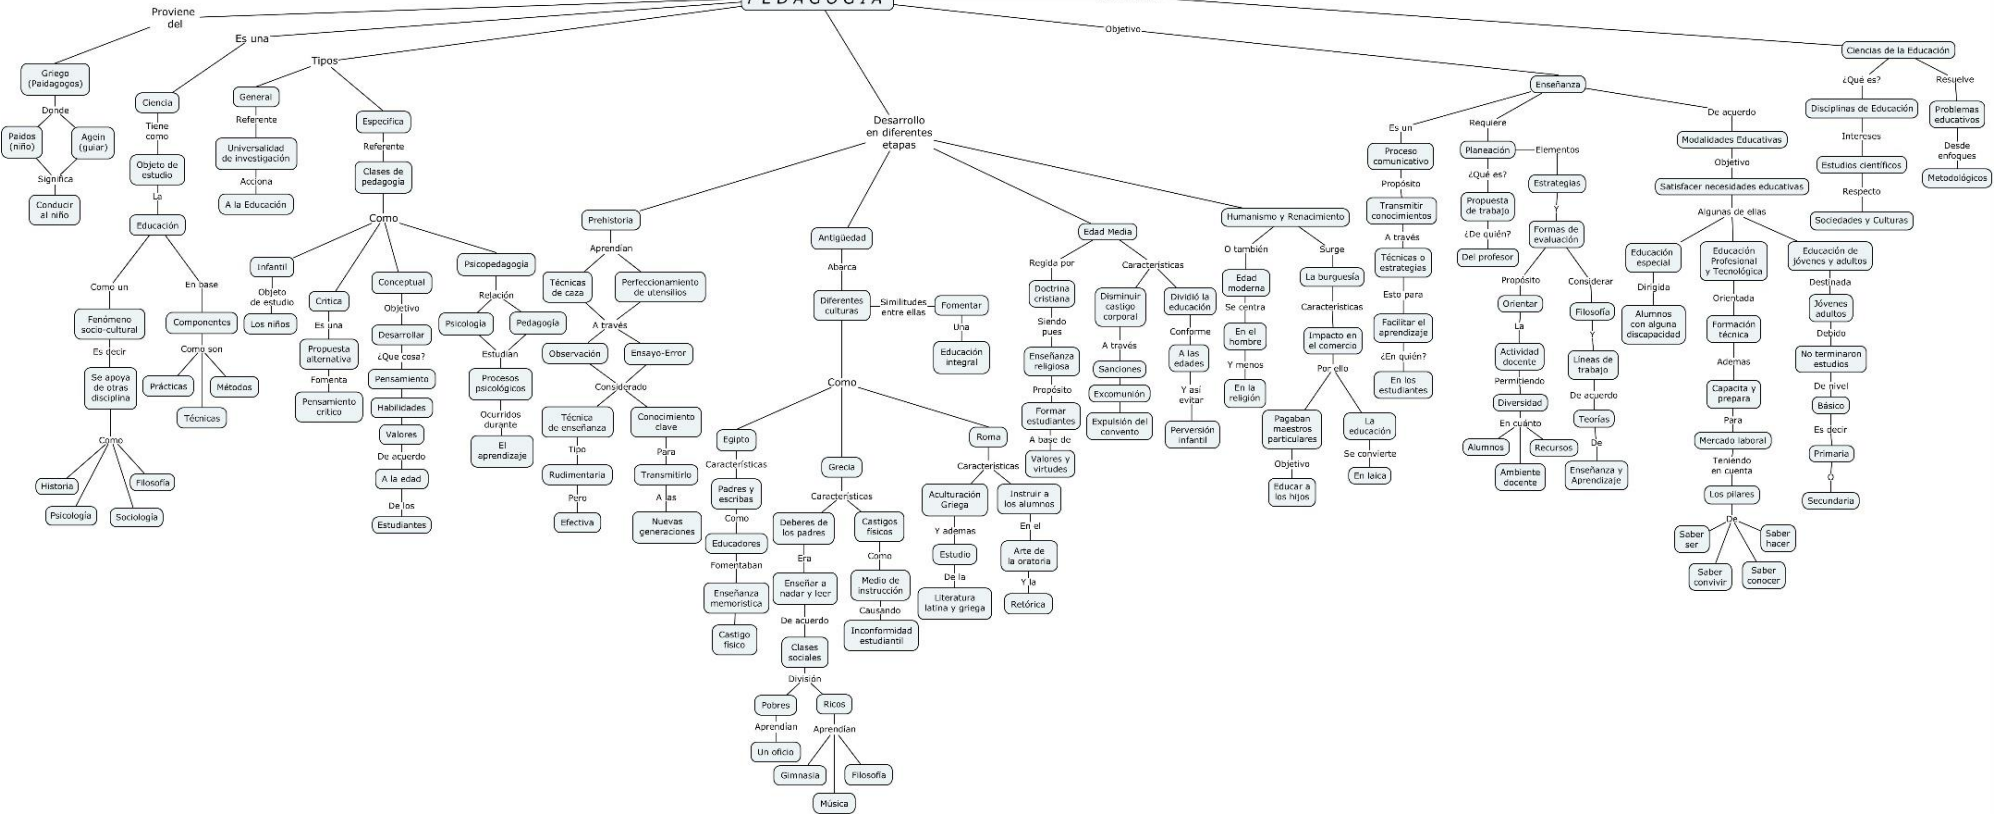 PEDAGOGÍA
Proviene
del
Griego
(Paidagogos)
Donde
Paidos
(niño)
Agein
(guiar)
Significa
Conducir
al niño
Es una
Ciencia
Tiene
como
Objeto de
estudio
La
Educación
Como un
Fenómeno
socio-cultural
Es decir
Se apoya
de otras
disciplina
Como
Historia
Psicología
Sociología
Filosofía
En base
Componentes
Como son
Prácticas
Técnicas
Métodos
Tipos
General
Referente
Universalidad
de investigación
Acciona
A la Educación
Especifica
Referente
Clases de
pedagogia
Como
Infantil
Objeto
de estudio
Los niños
Critica
Es una
Propuesta
alternativa
Fomenta
Pensamiento
critico
Conceptual
Objetivo
Desarrollar
¿Que cosa?
Pensamiento
Habilidades
Valores
De acuerdo
A la edad
De los
Estudiantes
Psicopedagogia
Relación
Psicologia
Pedagogia
Estudian
Procesos
psicológicos
Ocurridos
durante
El
aprendizaje
Desarrollo
en diferentes
etapas
Prehistoria
Aprendian
Técnicas
de caza
Perfeccionamiento
de utensilios
A través
Observación
Ensayo-Error
Considerado
Técnica
de enseñanza
Tipo
Rudimentaria
Pero
Efectiva
Conocimiento
clave
Para
Transmitirlo
A las
Nuevas
generaciones
Antigüedad
Abarca
Diferentes
culturas
Similitudes
entre ellas
Fomentar
Una
Educación
integral
Como
Egipto
Características
Padres y
escribas
Como
Educadores
Fomentaban
Enseñanza
memoristica
Castigo
físico
Grecia
Características
Deberes de
los padres
Era
Enseñar a
nadar y leer
De acuerdo
Clases
sociales
División
Pobres
Aprendian
Un oficio
Ricos
Aprendian
Gimnasia
Música
Filosofía
Castigos
físicos
Como
Medio de
instrucción
Causando
Inconformidad
estudiantil
Roma
Caracteristicas
Aculturación
Griega
Y ademas
Estudio
De la
Literatura
latina y griega
Instruir a
los alumnos
En el
Arte de
la oratoria
Y la
Retórica
Edad Media
Regida por
Doctrina
cristiana
Siendo
pues
Enseñanza
religiosa
Propósito
Formar
estudiantes
A base de
Valores y
virtudes
Características
Disminuir
castigo
corporal
A través
Sanciones
Excomunión
Expulsión del
convento
Dividió la
educación
Conforme
A las
edades
Y así
evitar
Perversión
infantil
Humanismo y Renacimiento
O también
Edad
moderna
Se centra
En el
hombre
Y menos
En la
religión
Surge
La burguesía
Características
Impacto en
el comercio
Por ello
Pagaban
maestros
particulares
Objetivo
Educar a
los hijos
La
educación
Se convierte
En laica
Objetivo
Enseñanza
Es un
Proceso
comunicativo
Propósito
Transmitir
conocimientos
A través
Técnicas o
estrategias
Esto para
Facilitar el
aprendizaje
¿En quién?
En los
estudiantes
Requiere
Planeación
Elementos
¿Qué es?
Propuesta
de trabajo
¿De quién?
Del profesor
Estrategias
Y
Formas de
evaluación
Propósito
Orientar
La
Actividad
docente
Permitiendo
Diversidad
En cuánto
Alumnos
Ambiente
docente
Recursos
Considerar
Filosofía
Y
Líneas de
trabajo
De acuerdo
Teorías
De
Enseñanza y
Aprendizaje
De acuerdo
Modalidades Educativas
Objetivo
Satisfacer necesidades educativas
Algunas de ellas
Educación
especial
Dirigida
Alumnos
con alguna
discapacidad
Educación
Profesional
y Tecnológica
Orientada
Formación
técnica
Ademas
Capacita y
prepara
Para
Mercado laboral
Teniendo
en cuenta
Los pilares
De
Saber
ser
Saber
convivir
Saber
conocer
Saber
hacer
Educación de
jóvenes y adultos
Destinada
Jóvenes
adultos
Debido
No terminaron
estudios
De nivel
Básico
Es decir
Primaria
O
Secundaria
Ciencias de la Educación
¿Qué es?
Disciplinas de Educación
Intereses
Estudios científicos
Respecto
Sociedades y Culturas
Resuelve
Problemas
educativos
Desde
enfoques
Metodológicos